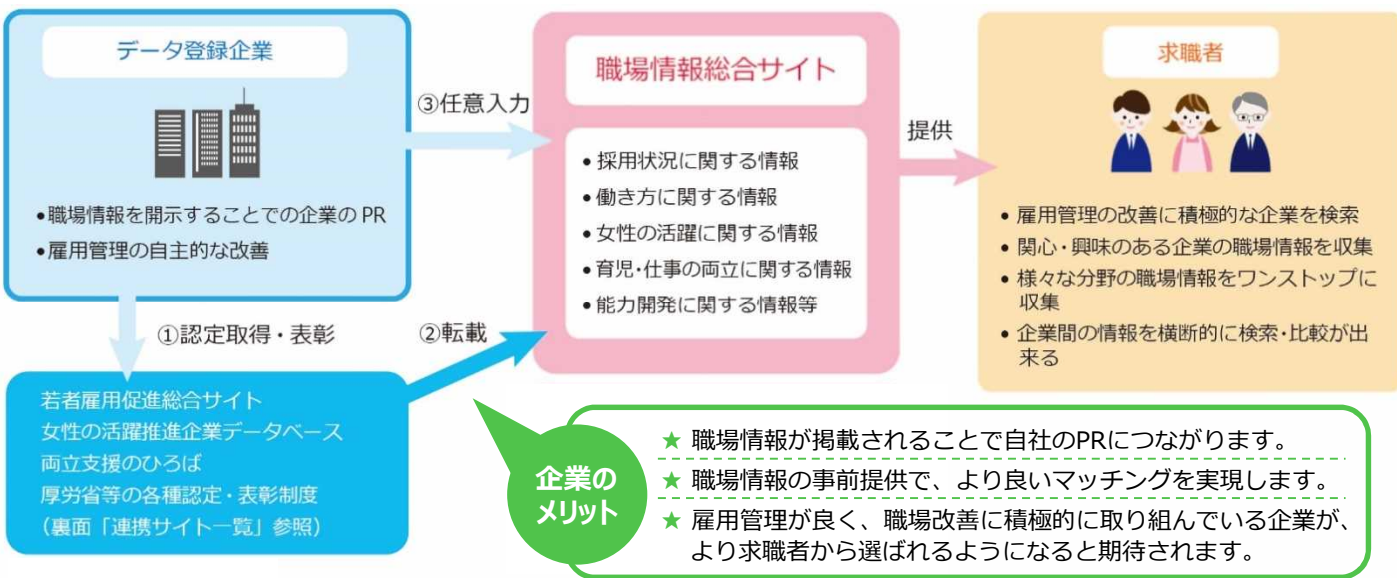 データ登録企業
•職場情報を開示することでの企業の PR
•雇用管理の自主的な改善
①認定取得・表彰
若者雇用促進総合サイト
女性の活躍推進企業データベース
両立支援のひろば
厚労省等の各種認定・表彰制度
（裏面「連携サイト一覧」参照）
②転載
③任意入力
職場情報総合サイト
• 採用状況に関する情報
• 働き方に関する情報
• 女性の活躍に関する情報
• 育児・仕事の両立に関する情報
• 能力開発に関する情報等
提供
求職者
• 雇用管理の改善に積極的な企業を検索
• 関心・興味のある企業の職場情報を収集
• 様々な分野の職場情報をワンストップに
収集
• 企業間の情報を横断的に検索・比較が出
来る
企業の
メリット
★ 職場情報が掲載されることで自社のPRにつながります。
★ 職場情報の事前提供で、より良いマッチングを実現します。
★ 雇用管理が良く、職場改善に積極的に取り組んでいる企業が、
より求職者から選ばれるようになると期待されます。